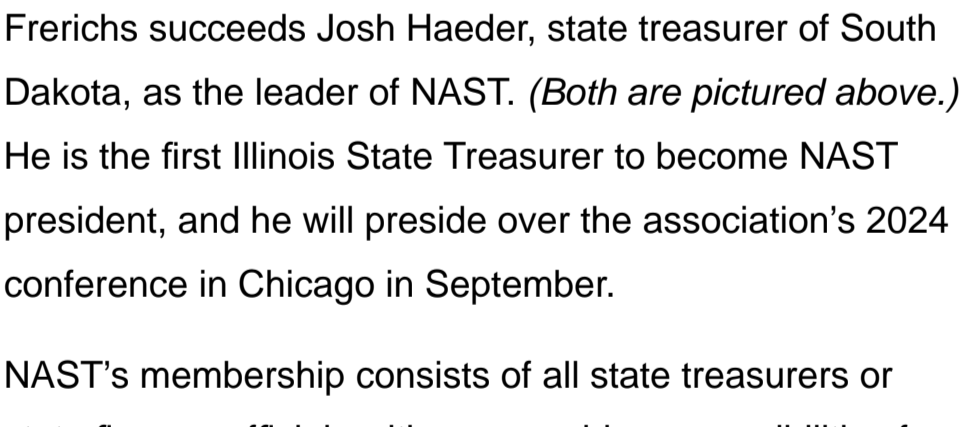 Frerichs succeeds Josh Haeder, state treasurer of South
Dakota, as the leader of NAST. (Both are pictured above.)
He is the first Illinois State Treasurer to become NAST
president, and he will preside over the association’s 2024
conference in Chicago in September.
NAST’s membership consists of all state treasurers or